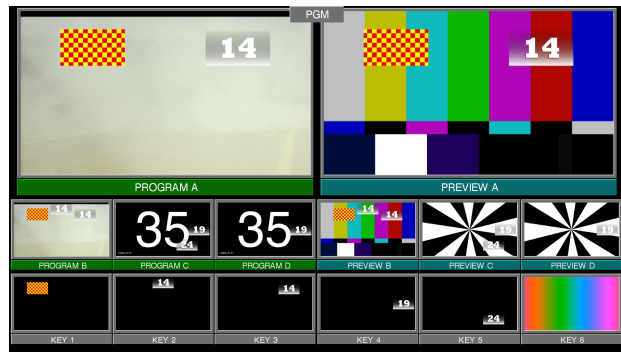 PGM
14
14
PROGRAM A
PREVIEW A
14 14
35 19
24
35 19
14 14
19
24
19
PROGRAM B
PROGRAM C
PROGRAM D
PREVIEW B
PREVIEW C
PREVIEW D
14
14
19
24
KEY 1
KEY 2
KEY 3
KEY 4
KEY 5
KEY 6